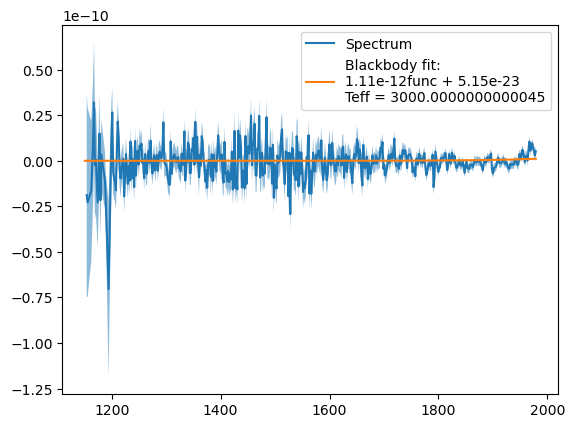 1e−10
0.50
0.25
0.00
−0.25
−0.50
−0.75
−1.00
−1.25
1200
1400
1600
1800
2000
Spectrum
Blackbody fit:
1.11e-12func + 5.15e-23
Teff = 3000.0000000000045